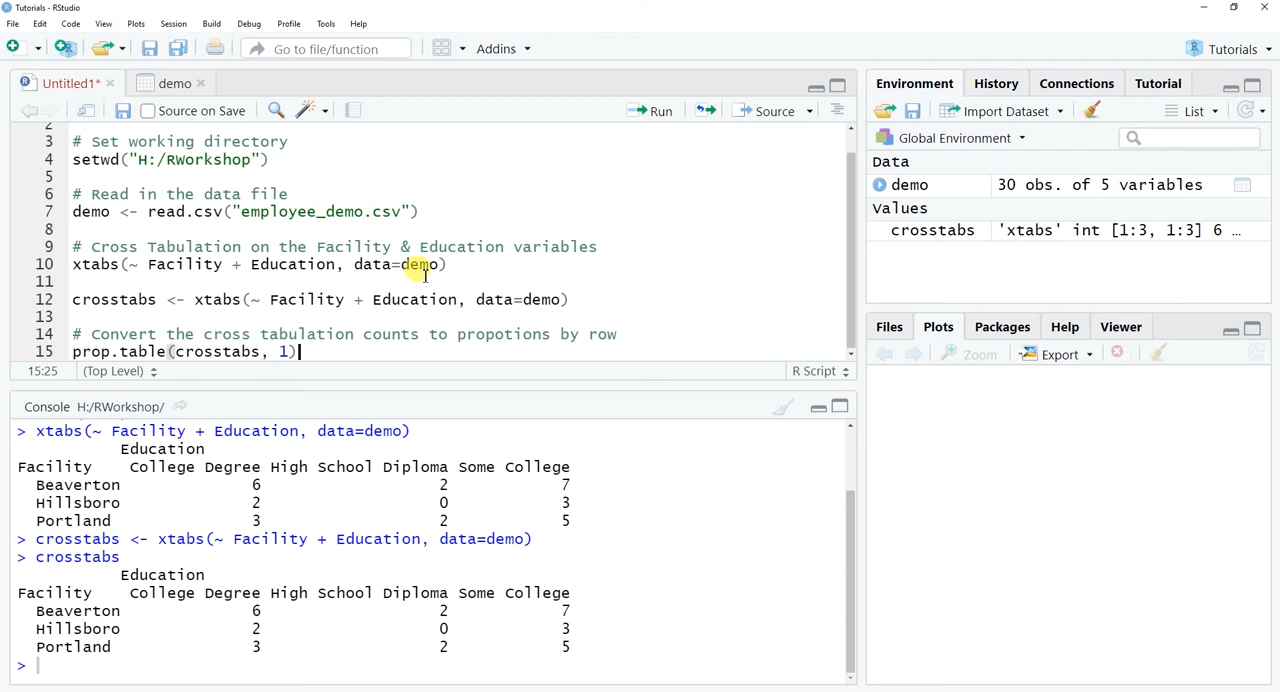 Tutorials - RStudio
File Edit Code View Plots Session Build Debug Profile Tools Help
Go to file/function Addins Tutorials
Untitled1* demo
Source on Save Run Source
2
3 # Set working directory
4 setwd("H:/RWorkshop")
5
6 # Read in the data file
7 demo <- read.csv("employee_demo.csv")
8
9 # Cross Tabulation on the Facility & Education variables
10 xtabs(~ Facility + Education, data=demo)
11
12 crosstabs <- xtabs(~ Facility + Education, data=demo)
13
14 # Convert the cross tabulation counts to propotions by row
15 prop.table(crosstabs, 1)
15:25 (Top Level) R Script
Console H:/RWorkshop/
> xtabs(~ Facility + Education, data=demo)
Education
Facility College Degree High School Diploma Some College
Beaverton 6 2 7
Hillsboro 2 0 3
Portland 3 2 5
> crosstabs <- xtabs(~ Facility + Education, data=demo)
> crosstabs
Education
Facility College Degree High School Diploma Some College
Beaverton 6 2 7
Hillsboro 2 0 3
Portland 3 2 5
>
Environment History Connections Tutorial
Import Dataset List
Global Environment
Data
demo 30 obs. of 5 variables
Values
crosstabs 'xtabs' int [1:3, 1:3] 6 …
Files Plots Packages Help Viewer
Zoom Export